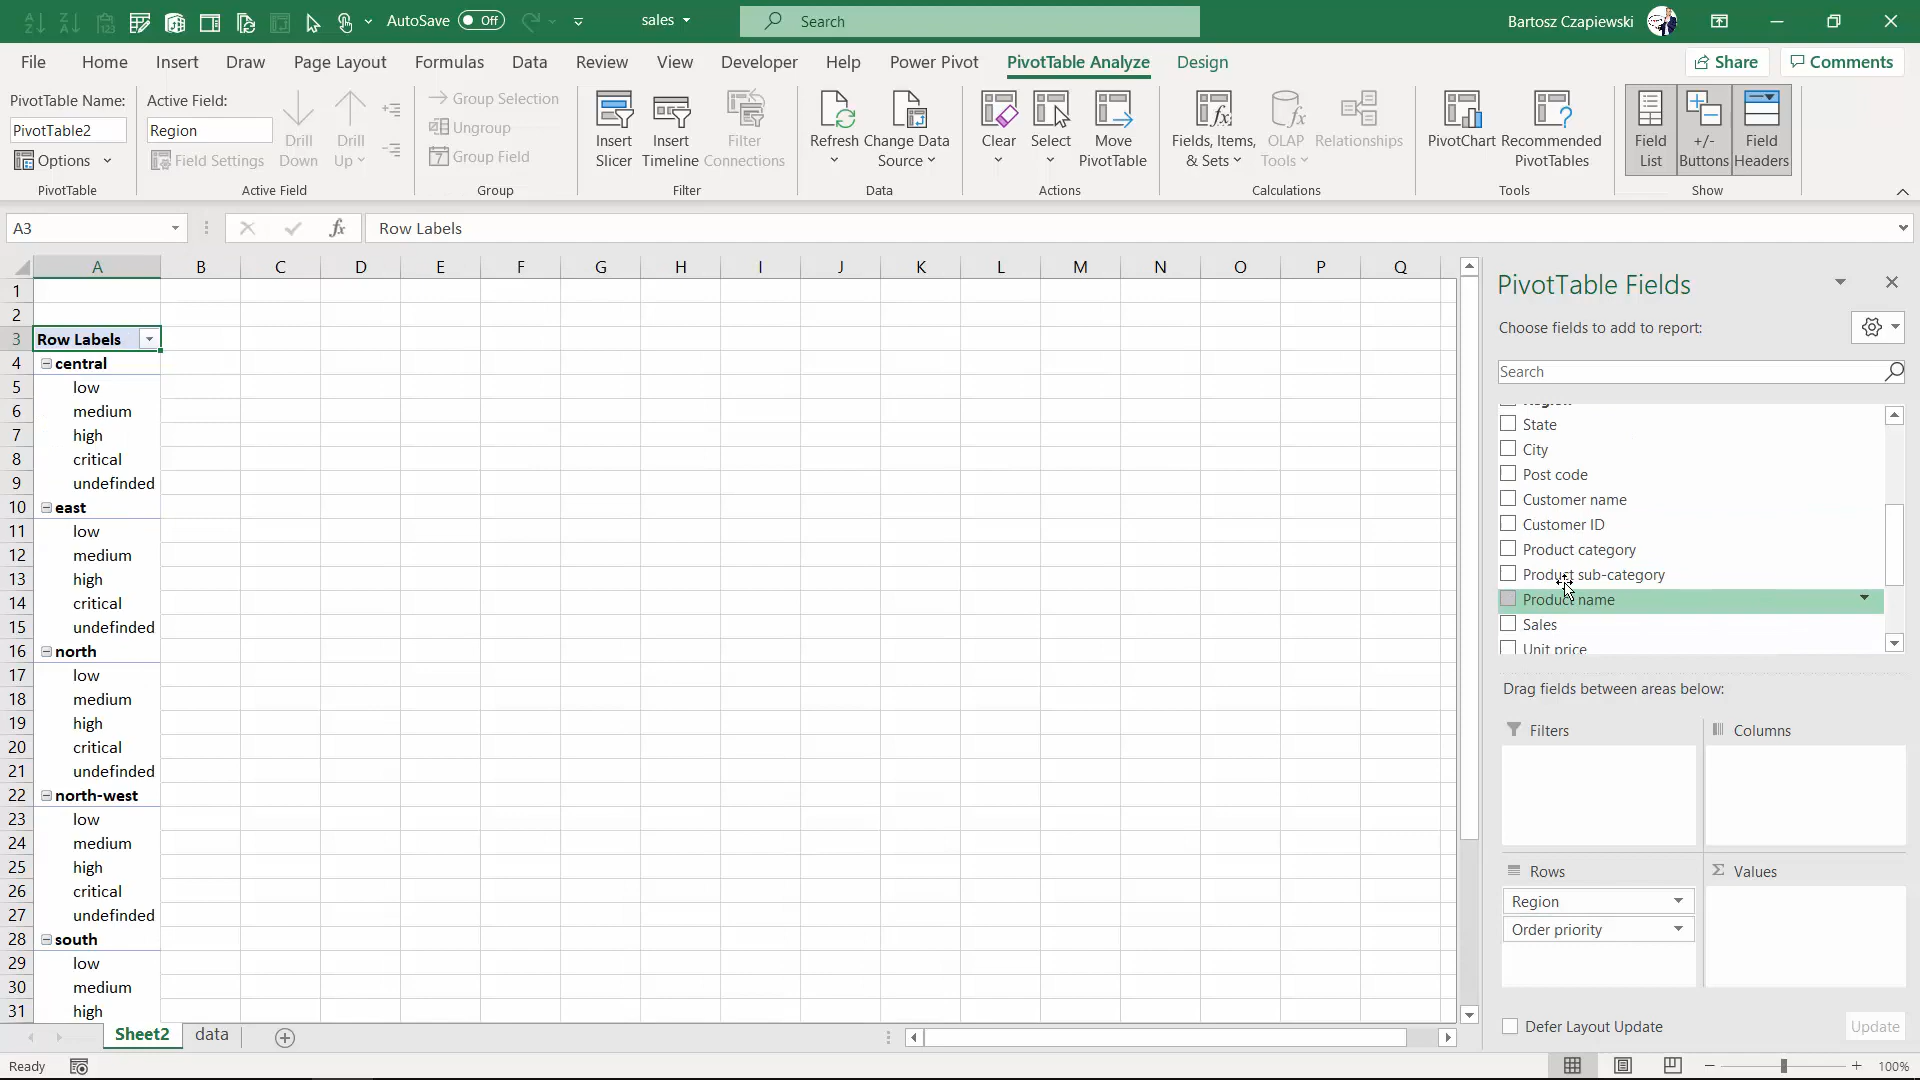 AutoSave Off sales Search Bartosz Czapiewski
File Home Insert Draw Page Layout Formulas Data Review View Developer Help Power Pivot PivotTable Analyze Design Share Comments
PivotTable Name:
PivotTable2
Options
PivotTable
Active Field:
Region
Field Settings
Drill Down
Drill Up
Active Field
Group Selection
Ungroup
Group Field
Group
Insert Slicer
Insert Timeline
Filter Connections
Filter
Refresh
Change Data Source
Data
Clear
Select
Move PivotTable
Actions
Fields, Items, & Sets
OLAP Tools
Relationships
Calculations
PivotChart
Recommended PivotTables
Tools
Field List
+/- Buttons
Field Headers
Show
A3 fx Row Labels
A B C D E F G H I J K L M N O P Q
1
2
3 Row Labels
4 central
5 low
6 medium
7 high
8 critical
9 undefinded
10 east
11 low
12 medium
13 high
14 critical
15 undefinded
16 north
17 low
18 medium
19 high
20 critical
21 undefinded
22 north-west
23 low
24 medium
25 high
26 critical
27 undefinded
28 south
29 low
30 medium
31 high
PivotTable Fields
Choose fields to add to report:
Search
Region
State
City
Post code
Customer name
Customer ID
Product category
Product sub-category
Product name
Sales
Unit price
Drag fields between areas below:
Filters
Columns
Rows
Region
Order priority
Values
Defer Layout Update Update
Sheet2 data
Ready 100%